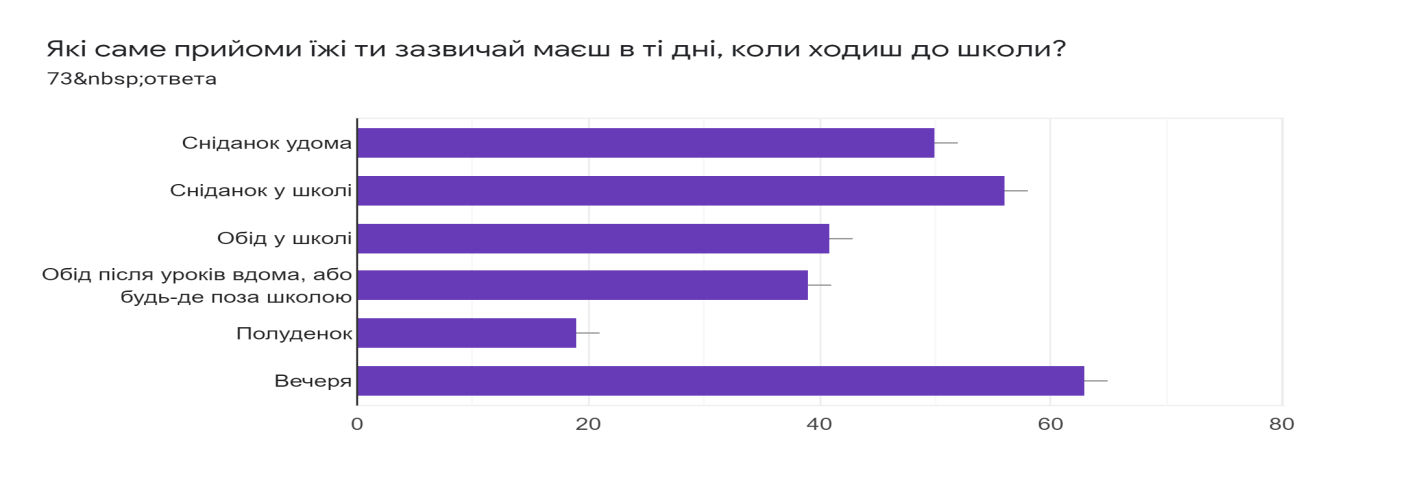 Які саме прийоми їжі ти зазвичай маєш в ті дні, коли ходиш до школи?
73&nbsp;ответа
Сніданок удома
Сніданок у школі
Обід у школі
Обід після уроків вдома, або
будь-де поза школою
Полуденок
Вечеря
0 20 40 60 80